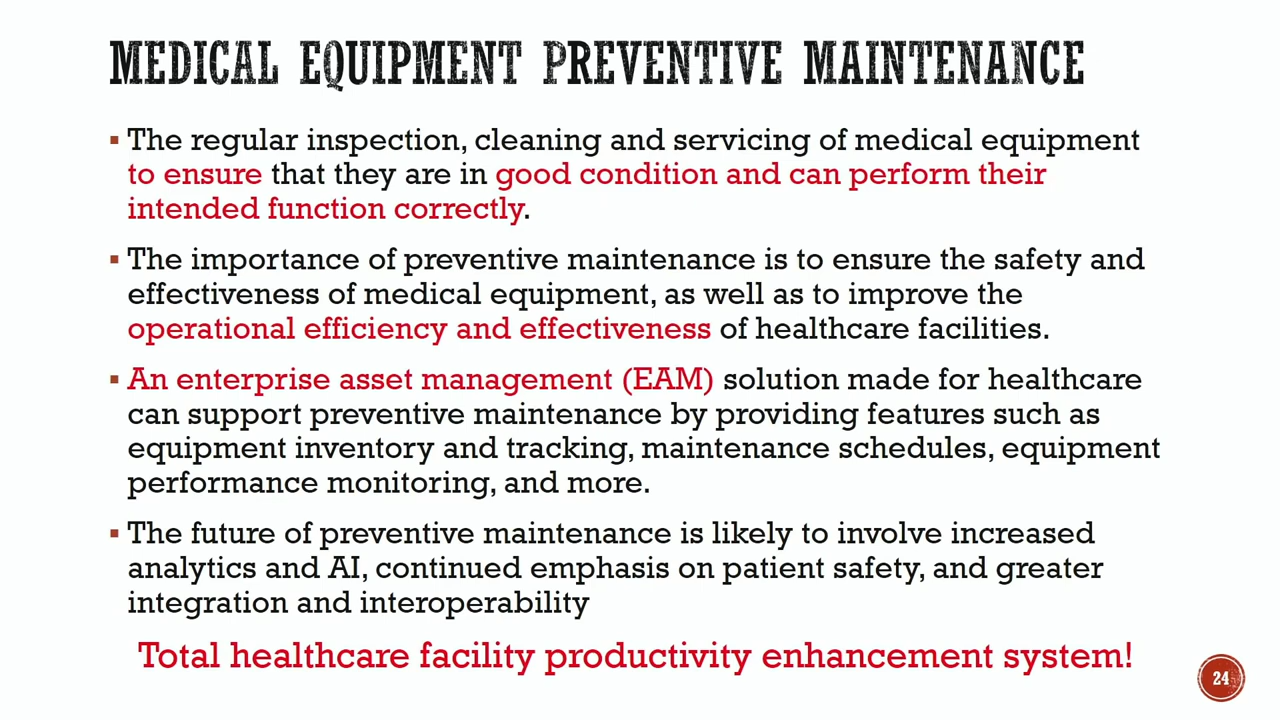 MEDICAL EQUIPMENT PREVENTIVE MAINTENANCE
▪ The regular inspection, cleaning and servicing of medical equipment
to ensure that they are in good condition and can perform their
intended function correctly.
▪ The importance of preventive maintenance is to ensure the safety and
effectiveness of medical equipment, as well as to improve the
operational efficiency and effectiveness of healthcare facilities.
▪ An enterprise asset management (EAM) solution made for healthcare
can support preventive maintenance by providing features such as
equipment inventory and tracking, maintenance schedules, equipment
performance monitoring, and more.
▪ The future of preventive maintenance is likely to involve increased
analytics and AI, continued emphasis on patient safety, and greater
integration and interoperability
Total healthcare facility productivity enhancement system!
24